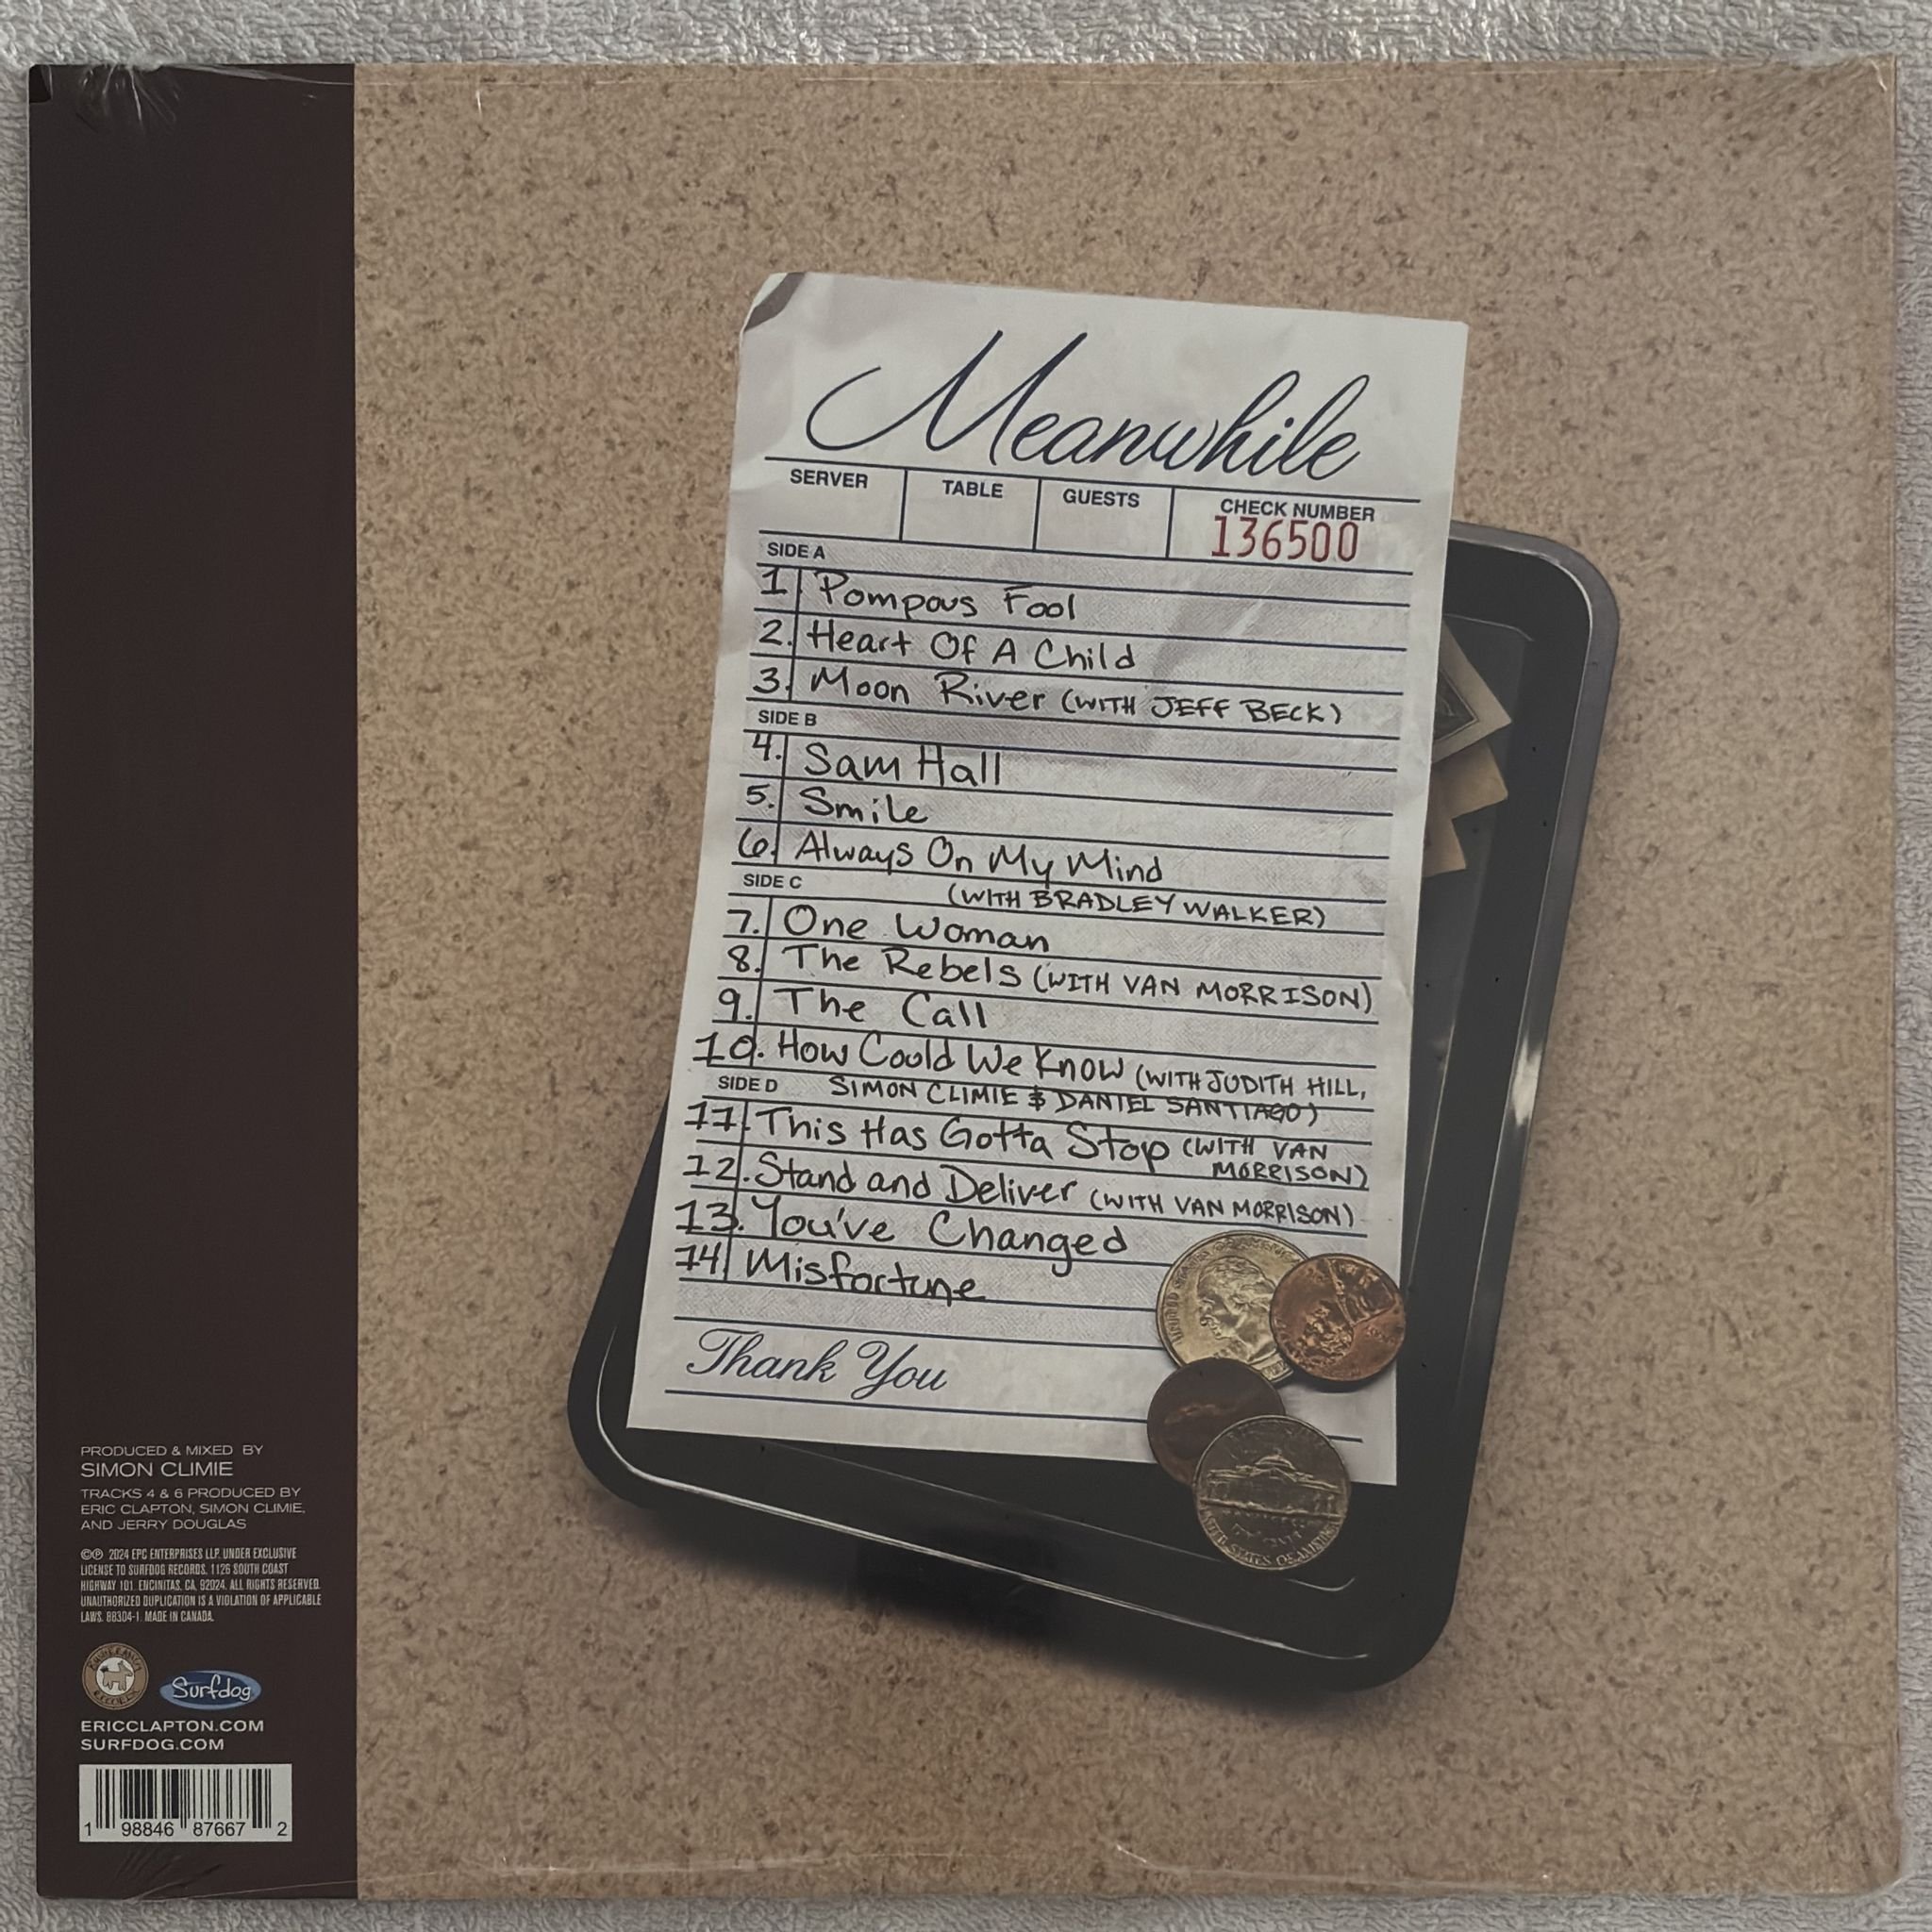 Meanwhile
SERVER TABLE GUESTS CHECK NUMBER
136500
SIDE A
1 Pompous Fool
2. Heart Of A Child
3. Moon River (WITH JEFF BECK)
SIDE B
4. Sam Hall
5. Smile
6. Always On My Mind
SIDE C (WITH BRADLEY WALKER)
7. One Woman
8. The Rebels (WITH VAN MORRISON)
9. The Call
10. How Could We Know (WITH JUDITH HILL,
SIDE D SIMON CLIMIE & DANIEL SANTIAGO)
11. This Has Gotta Stop (WITH VAN
MORRISON)
12. Stand and Deliver (WITH VAN MORRISON)
13. You've Changed
14 Misfortune
Thank You
PRODUCED & MIXED BY
SIMON CLIMIE
TRACKS 4 & 6 PRODUCED BY
ERIC CLAPTON, SIMON CLIMIE,
AND JERRY DOUGLAS
©℗ 2024 EPC ENTERPRISES LLP. UNDER EXCLUSIVE
LICENSE TO SURFDOG RECORDS. 1126 SOUTH COAST
HIGHWAY 101. ENCINITAS, CA, 92024. ALL RIGHTS RESERVED.
UNAUTHORIZED DUPLICATION IS A VIOLATION OF APPLICABLE
LAWS. 88304-1. MADE IN CANADA.
Surfdog
ERICCLAPTON.COM
SURFDOG.COM
1 98846 87667 2